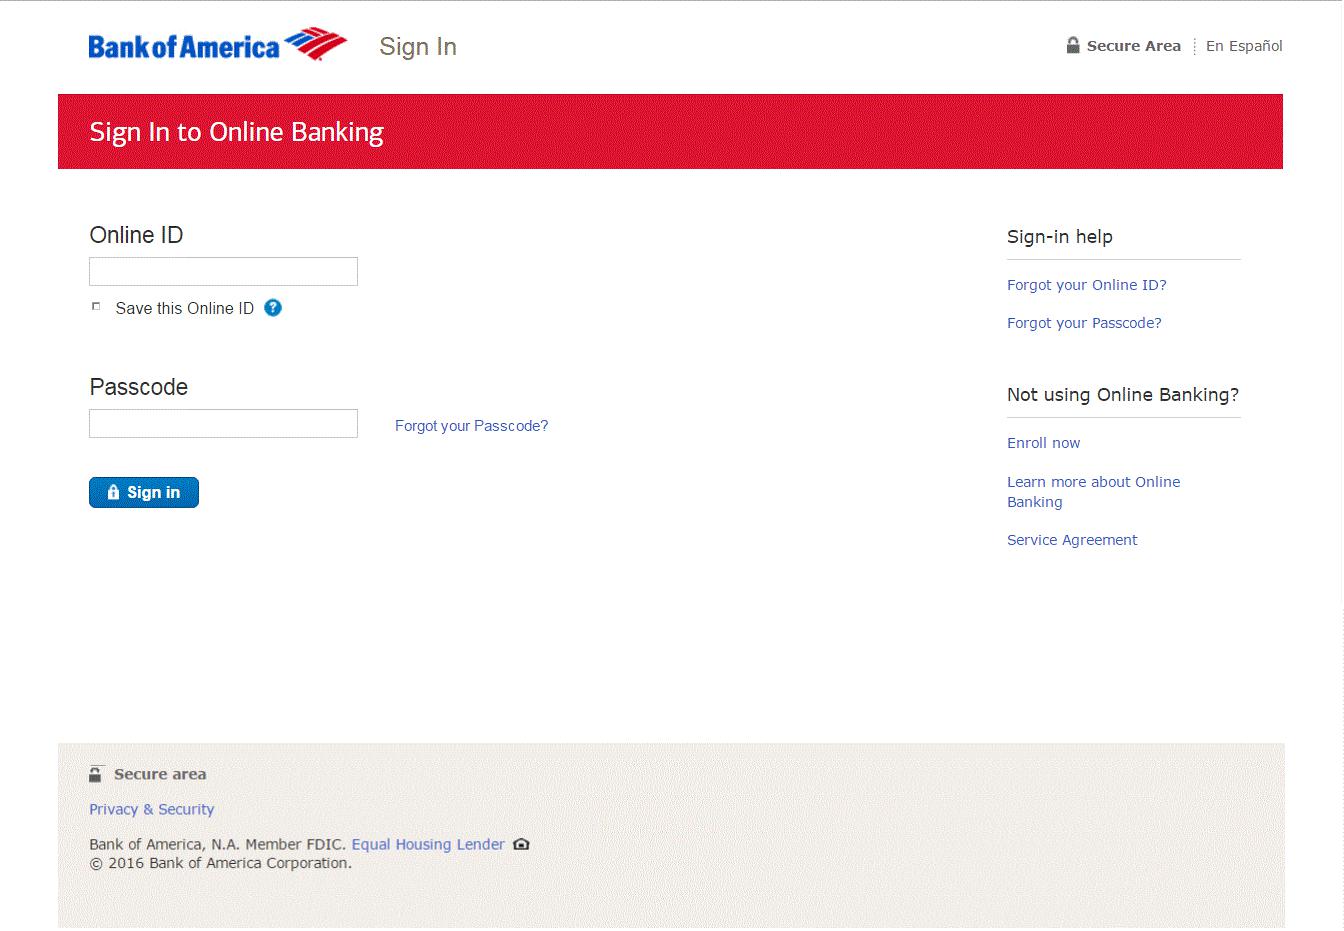 Bank of America Sign In
Secure Area En Español
Sign In to Online Banking
Online ID
Save this Online ID ?
Passcode
Forgot your Passcode?
Sign in
Sign-in help
Forgot your Online ID?
Forgot your Passcode?
Not using Online Banking?
Enroll now
Learn more about Online
Banking
Service Agreement
Secure area
Privacy & Security
Bank of America, N.A. Member FDIC. Equal Housing Lender
© 2016 Bank of America Corporation.